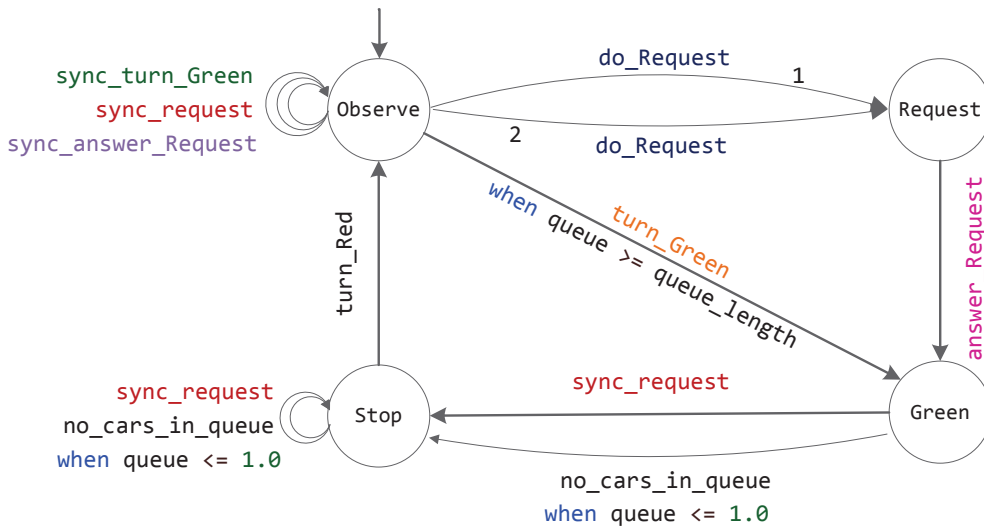 do_Request
1
sync_turn_Green
sync_request
sync_answer_Request
Observe
Request
2
do_Request
turn_Green
when queue >= queue_length
turn_Red
answer Request
sync_request
no_cars_in_queue
when queue <= 1.0
Stop
sync_request
Green
no_cars_in_queue
when queue <= 1.0